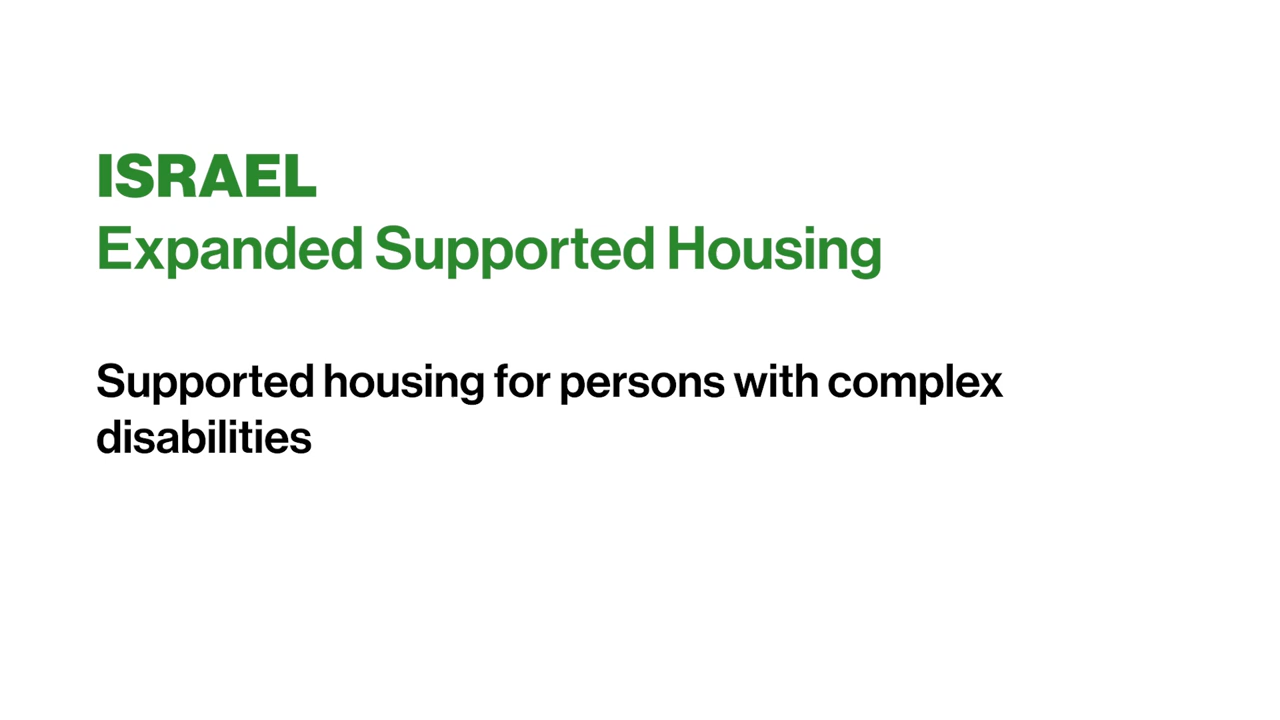 ISRAEL
Expanded Supported Housing
Supported housing for persons with complex
disabilities